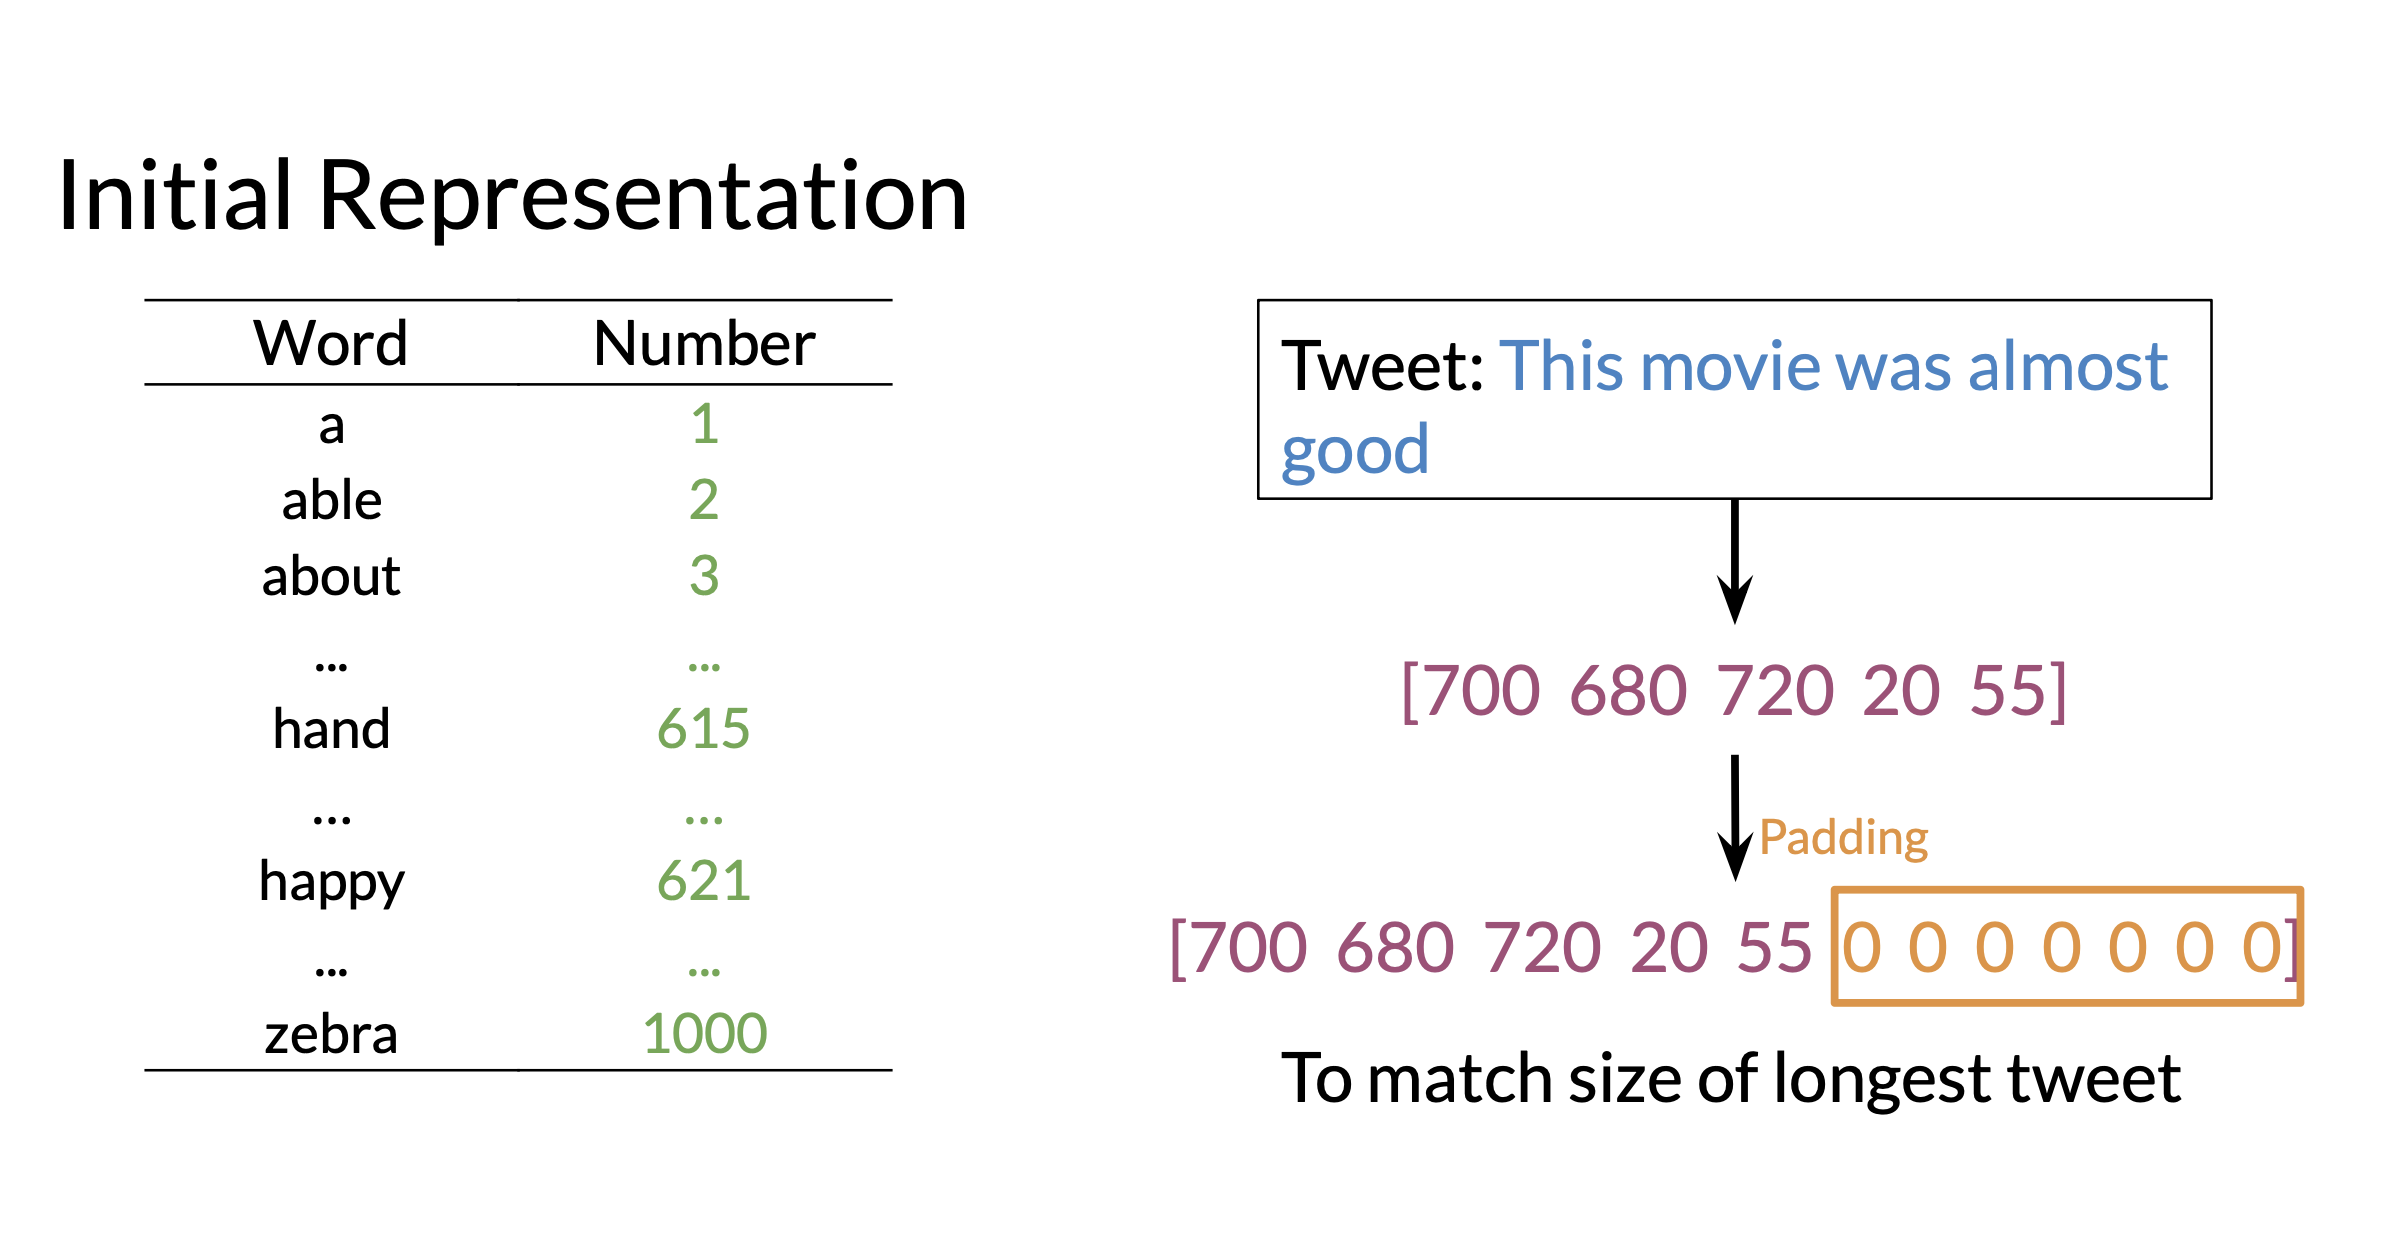 Initial Representation
Word Number
a 1
able 2
about 3
... ...
hand 615
... ...
happy 621
... ...
zebra 1000
Tweet: This movie was almost
good
[700 680 720 20 55]
Padding
[700 680 720 20 55 0 0 0 0 0 0 0]
To match size of longest tweet